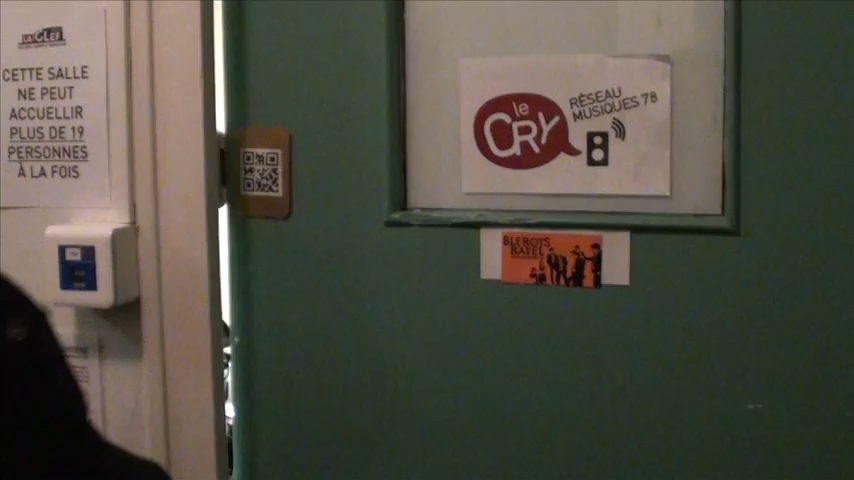 LA CLEF
CETTE SALLE
NE PEUT
ACCUELLIR
PLUS DE 19
PERSONNES
À LA FOIS
le
CRY
RÉSEAU
MUSIQUES 78
BLEROTS
RAVEL